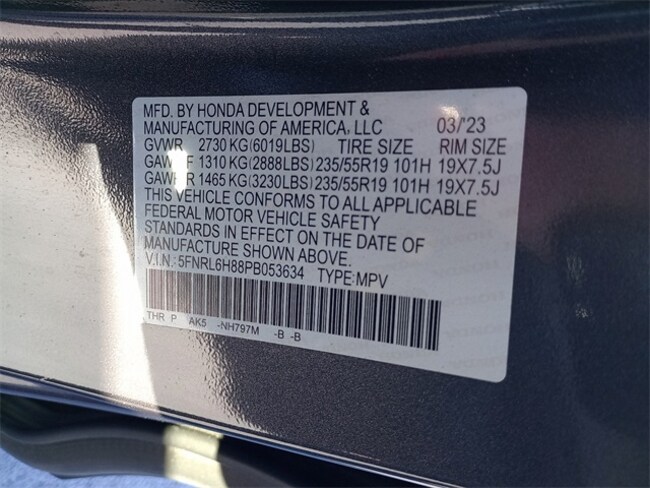 MFD. BY HONDA DEVELOPMENT &
MANUFACTURING OF AMERICA, LLC 03/'23
GVWR 2730 KG(6019LBS) TIRE SIZE RIM SIZE
GAWR F 1310 KG(2888LBS) 235/55R19 101H 19X7.5J
GAWR R 1465 KG(3230LBS) 235/55R19 101H 19X7.5J
THIS VEHICLE CONFORMS TO ALL APPLICABLE
FEDERAL MOTOR VEHICLE SAFETY
STANDARDS IN EFFECT ON THE DATE OF
MANUFACTURE SHOWN ABOVE.
V.I.N.:5FNRL6H88PB053634 TYPE:MPV
THR P AK5 -NH797M -B -B